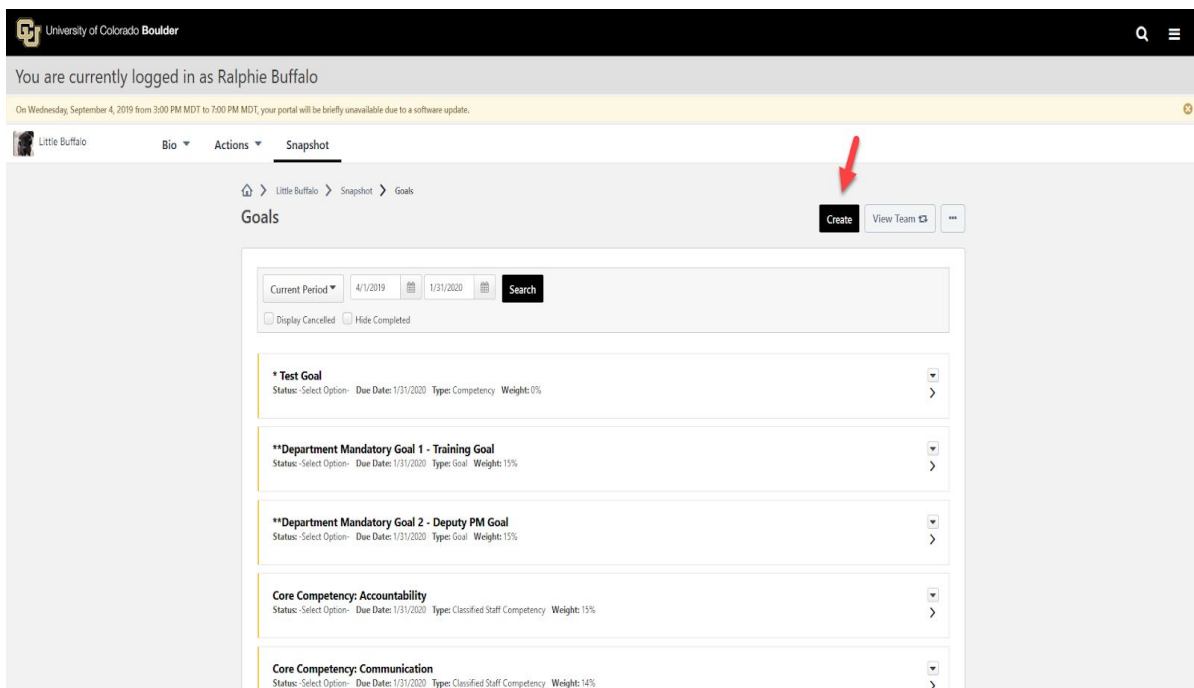 University of Colorado Boulder
You are currently logged in as Ralphie Buffalo
On Wednesday, September 4, 2019 from 3:00 PM MDT to 7:00 PM MDT, your portal will be briefly unavailable due to a software update.
Little Buffalo Bio Actions Snapshot
Little Buffalo Snapshot Goals
Goals Create View Team ...
Current Period 4/1/2019 1/31/2020 Search
Display Cancelled Hide Completed
* Test Goal
Status: -Select Option- Due Date: 1/31/2020 Type: Competency Weight: 0%
**Department Mandatory Goal 1 - Training Goal
Status: -Select Option- Due Date: 1/31/2020 Type: Goal Weight: 15%
**Department Mandatory Goal 2 - Deputy PM Goal
Status: -Select Option- Due Date: 1/31/2020 Type: Goal Weight: 15%
Core Competency: Accountability
Status: -Select Option- Due Date: 1/31/2020 Type: Classified Staff Competency Weight: 15%
Core Competency: Communication
Status: -Select Option- Due Date: 1/31/2020 Type: Classified Staff Competency Weight: 14%